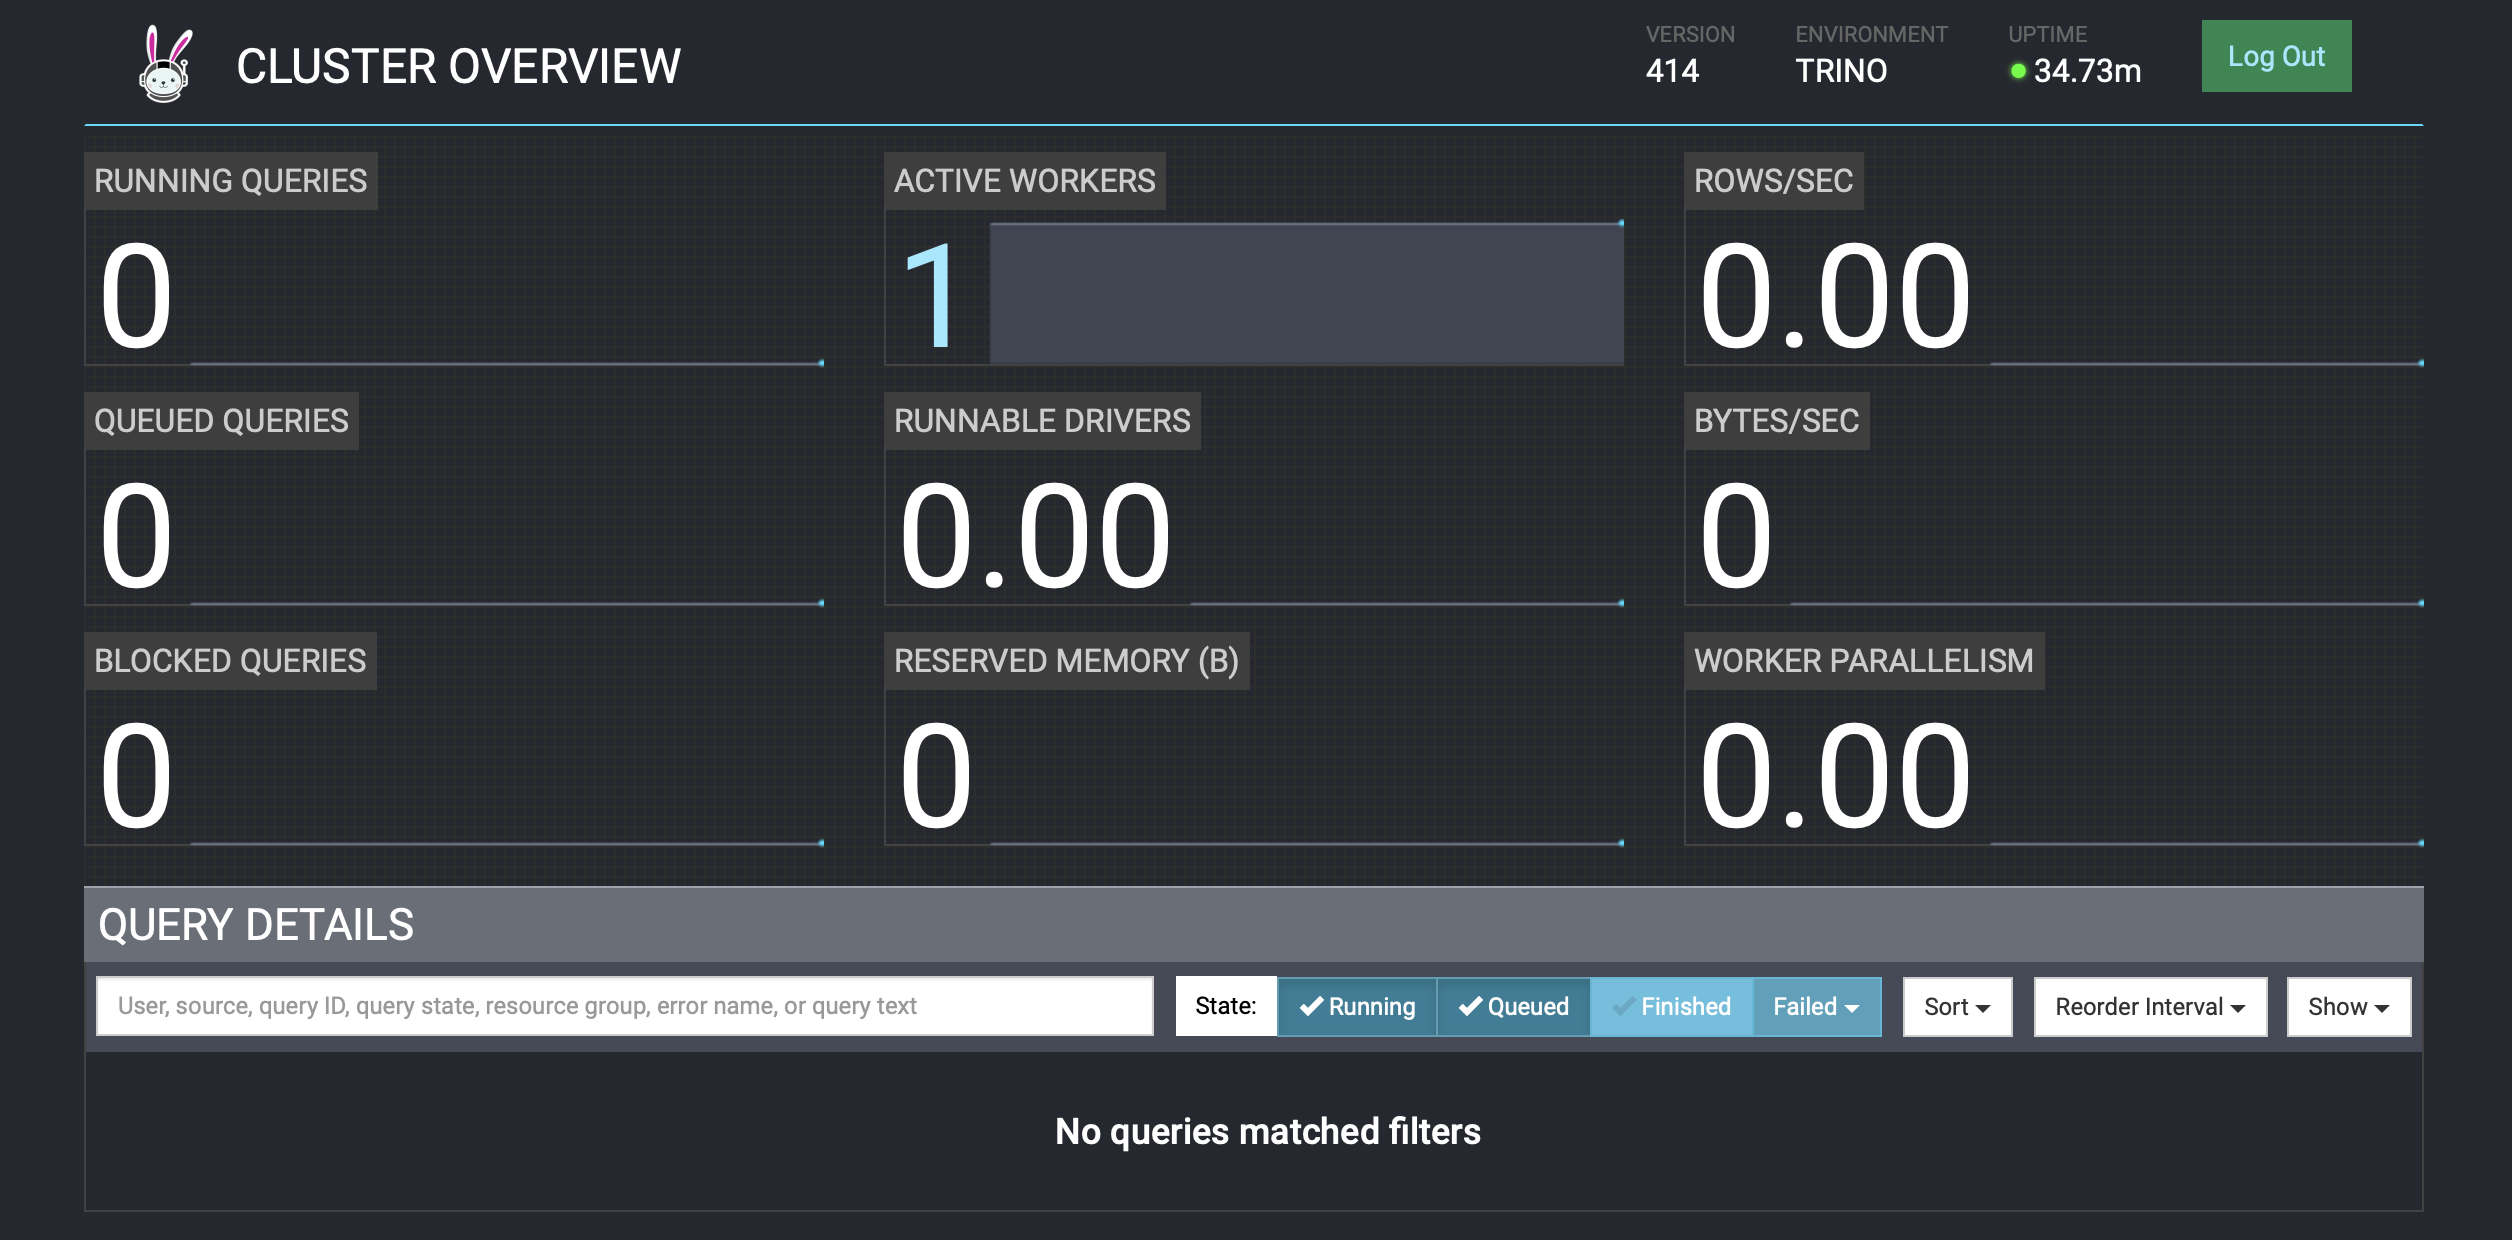 CLUSTER OVERVIEW
VERSION
414
ENVIRONMENT
TRINO
UPTIME
34.73m
Log Out
RUNNING QUERIES
0
ACTIVE WORKERS
1
ROWS/SEC
0.00
QUEUED QUERIES
0
RUNNABLE DRIVERS
0.00
BYTES/SEC
0
BLOCKED QUERIES
0
RESERVED MEMORY (B)
0
WORKER PARALLELISM
0.00
QUERY DETAILS
User, source, query ID, query state, resource group, error name, or query text
State: Running Queued Finished Failed Sort Reorder Interval Show
No queries matched filters